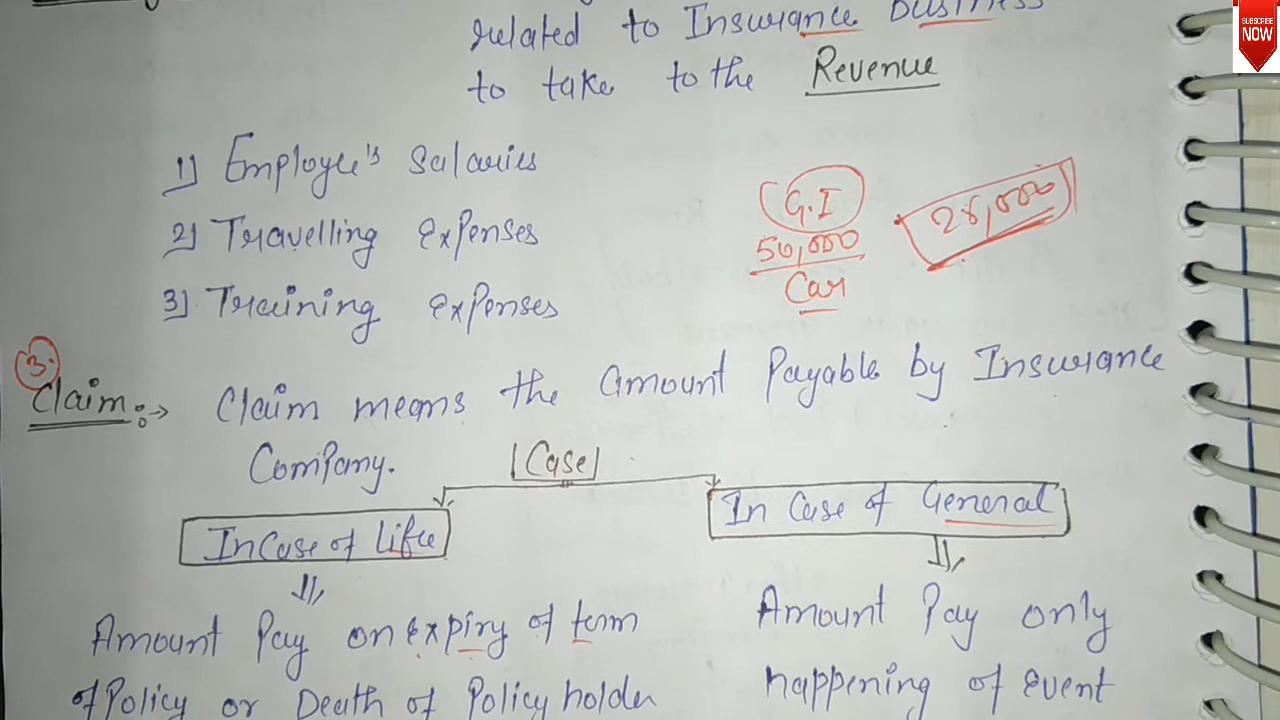 related to Insurance Business
to take to the Revenue
SUBSCRIBE
NOW
1) Employee's Salaries
2) Travelling Expenses
3) Training Expenses
G.I
50,000
Car
25,000
3.
Claim :→ Claim means the amount Payable by Insurance
Company.
Case
In Case of Life
In Case of General
Amount Pay on Expiry of term
of Policy or Death of Policy holder
Amount Pay only
happening of Event